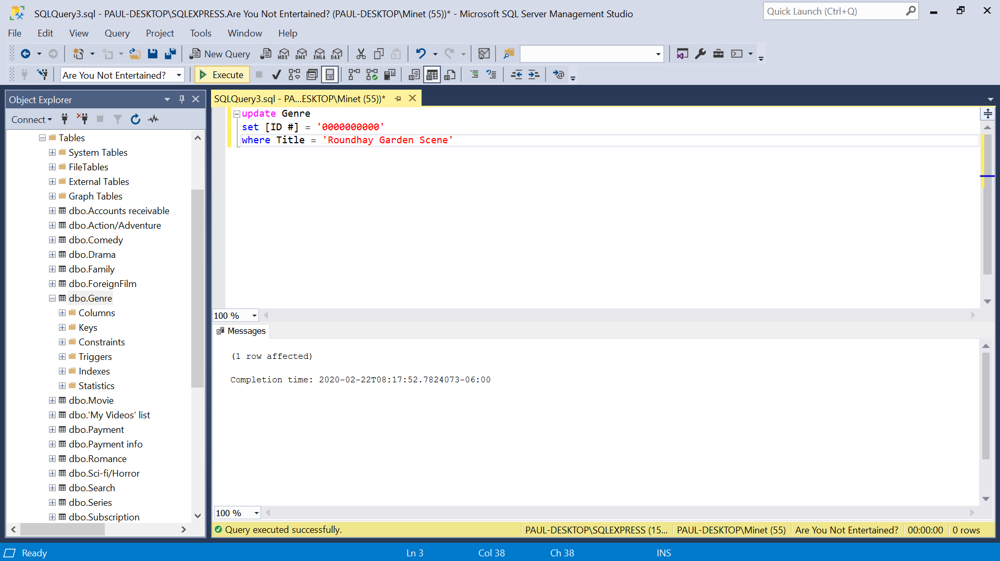 SQLQuery3.sql - PAUL-DESKTOP\SQLEXPRESS.Are You Not Entertained? (PAUL-DESKTOP\Minet (55))* - Microsoft SQL Server Management Studio
Quick Launch (Ctrl+Q)
File Edit View Query Project Tools Window Help
New Query MDX DMX XMLA DAX
Are You Not Entertained? Execute
Object Explorer
SQLQuery3.sql - PA...ESKTOP\Minet (55))*
Connect
Tables
System Tables
FileTables
External Tables
Graph Tables
dbo.Accounts receivable
dbo.Action/Adventure
dbo.Comedy
dbo.Drama
dbo.Family
dbo.ForeignFilm
dbo.Genre
Columns
Keys
Constraints
Triggers
Indexes
Statistics
dbo.Movie
dbo.'My Videos' list
dbo.Payment
dbo.Payment info
dbo.Romance
dbo.Sci-fi/Horror
dbo.Search
dbo.Series
dbo.Subscription
update Genre
set [ID #] = '0000000000'
where Title = 'Roundhay Garden Scene'
100 %
Messages
(1 row affected)
Completion time: 2020-02-22T08:17:52.7824073-06:00
100 %
Query executed successfully. PAUL-DESKTOP\SQLEXPRESS (15... PAUL-DESKTOP\Minet (55) Are You Not Entertained? 00:00:00 0 rows
Ready Ln 3 Col 38 Ch 38 INS